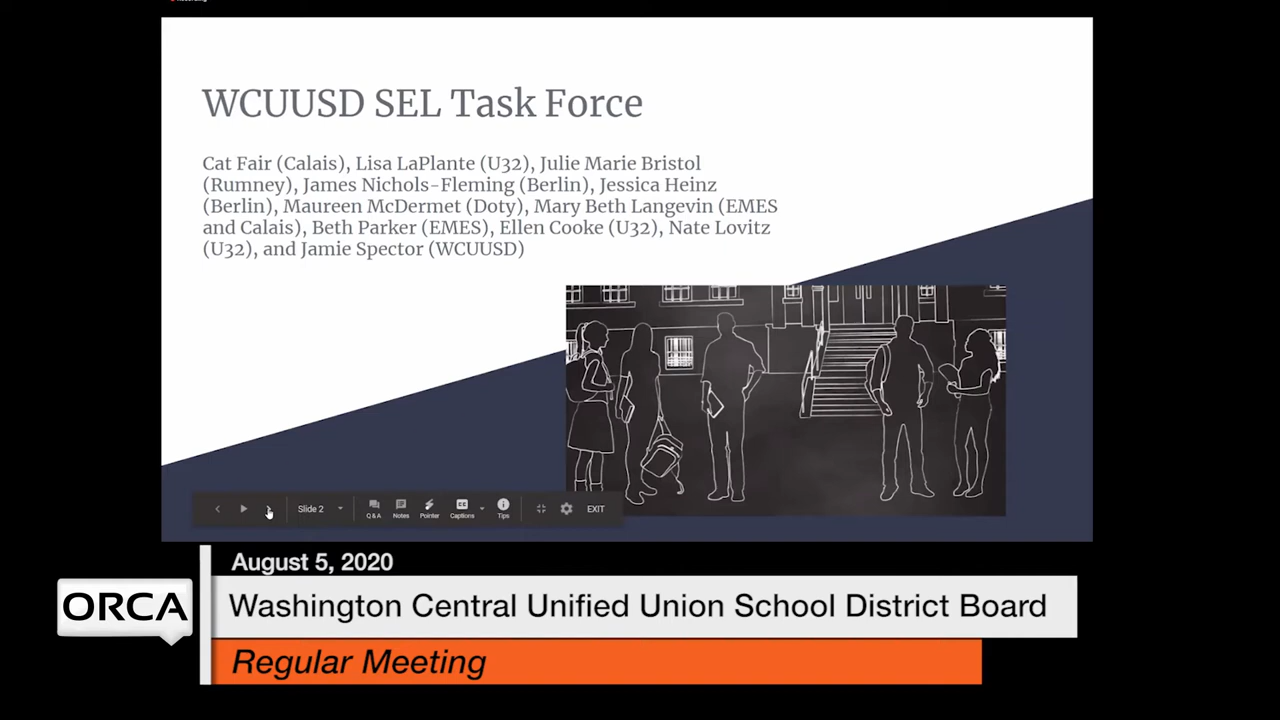 WCUUSD SEL Task Force
Cat Fair (Calais), Lisa LaPlante (U32), Julie Marie Bristol
(Rumney), James Nichols-Fleming (Berlin), Jessica Heinz
(Berlin), Maureen McDermet (Doty), Mary Beth Langevin (EMES
and Calais), Beth Parker (EMES), Ellen Cooke (U32), Nate Lovitz
(U32), and Jamie Spector (WCUUSD)
Slide 2
Q & A
Notes
Pointer
CC
Captions
Tips
EXIT
August 5, 2020
ORCA
Washington Central Unified Union School District Board
Regular Meeting